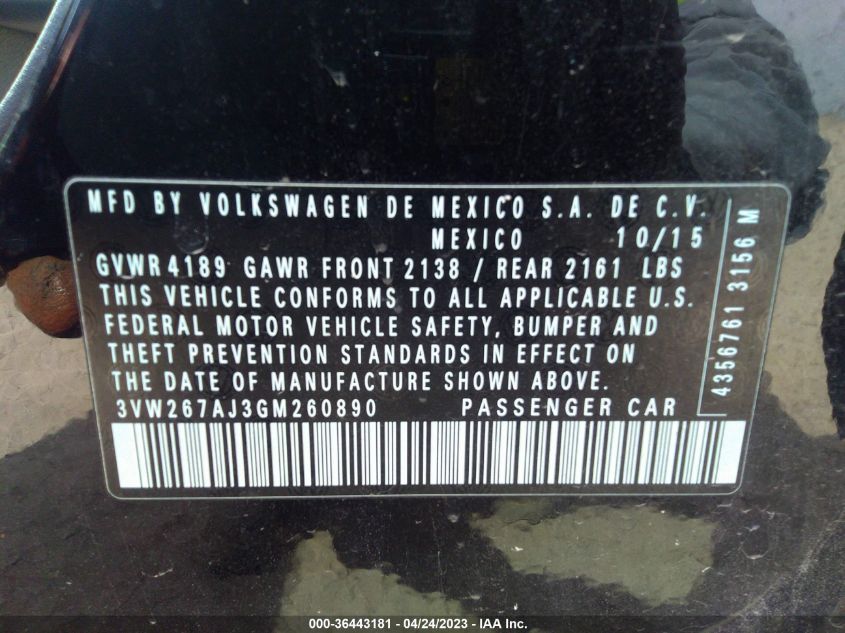 MFD BY VOLKSWAGEN DE MEXICO S.A. DE C.V.
MEXICO 10/15
GVWR 4189 GAWR FRONT 2138 / REAR 2161 LBS
THIS VEHICLE CONFORMS TO ALL APPLICABLE U.S.
FEDERAL MOTOR VEHICLE SAFETY, BUMPER AND
THEFT PREVENTION STANDARDS IN EFFECT ON
THE DATE OF MANUFACTURE SHOWN ABOVE.
3VW267AJ3GM260890 PASSENGER CAR
4356761 3156 M
000-36443181 - 04/24/2023 - IAA Inc.